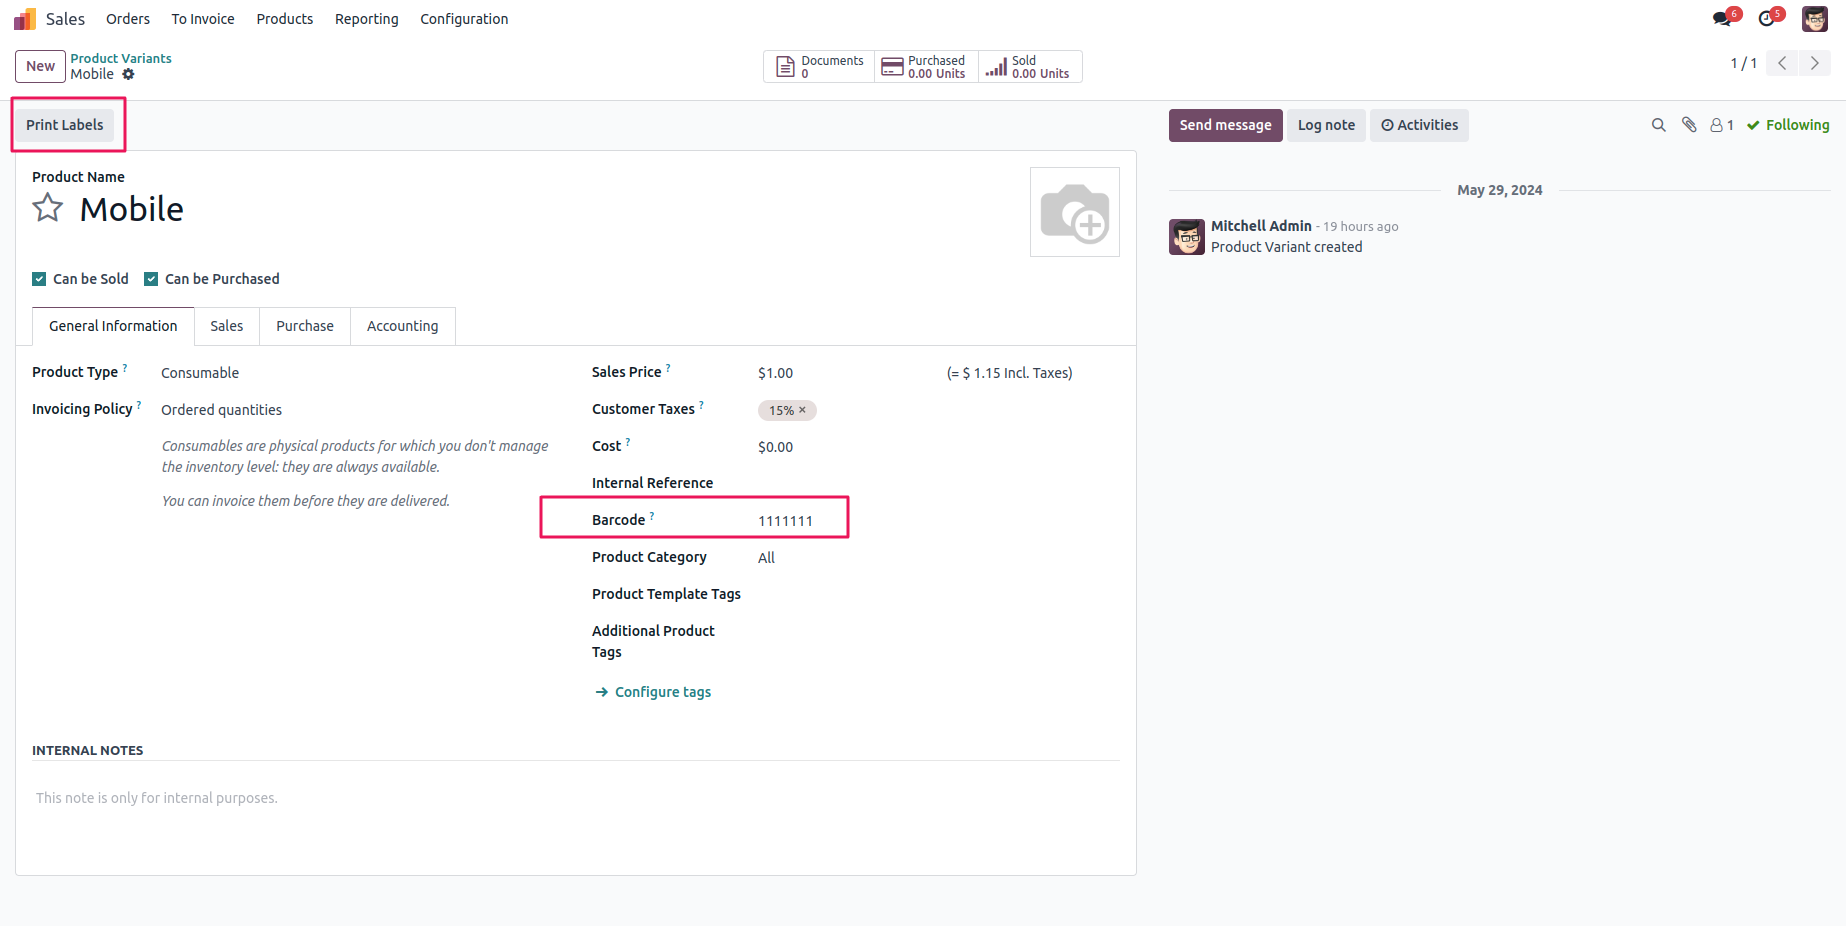 Sales Orders To Invoice Products Reporting Configuration 6 5
New Product Variants
Mobile
Documents
0
Purchased
0.00 Units
Sold
0.00 Units
1 / 1
Print Labels
Send message Log note Activities 1 Following
Product Name
Mobile
Can be Sold Can be Purchased
General Information Sales Purchase Accounting
Product Type ? Consumable
Invoicing Policy ? Ordered quantities
Consumables are physical products for which you don't manage
the inventory level: they are always available.
You can invoice them before they are delivered.
Sales Price ? $1.00 (= $ 1.15 Incl. Taxes)
Customer Taxes ? 15% ×
Cost ? $0.00
Internal Reference
Barcode ? 1111111
Product Category All
Product Template Tags
Additional Product
Tags
→ Configure tags
INTERNAL NOTES
This note is only for internal purposes.
May 29, 2024
Mitchell Admin - 19 hours ago
Product Variant created